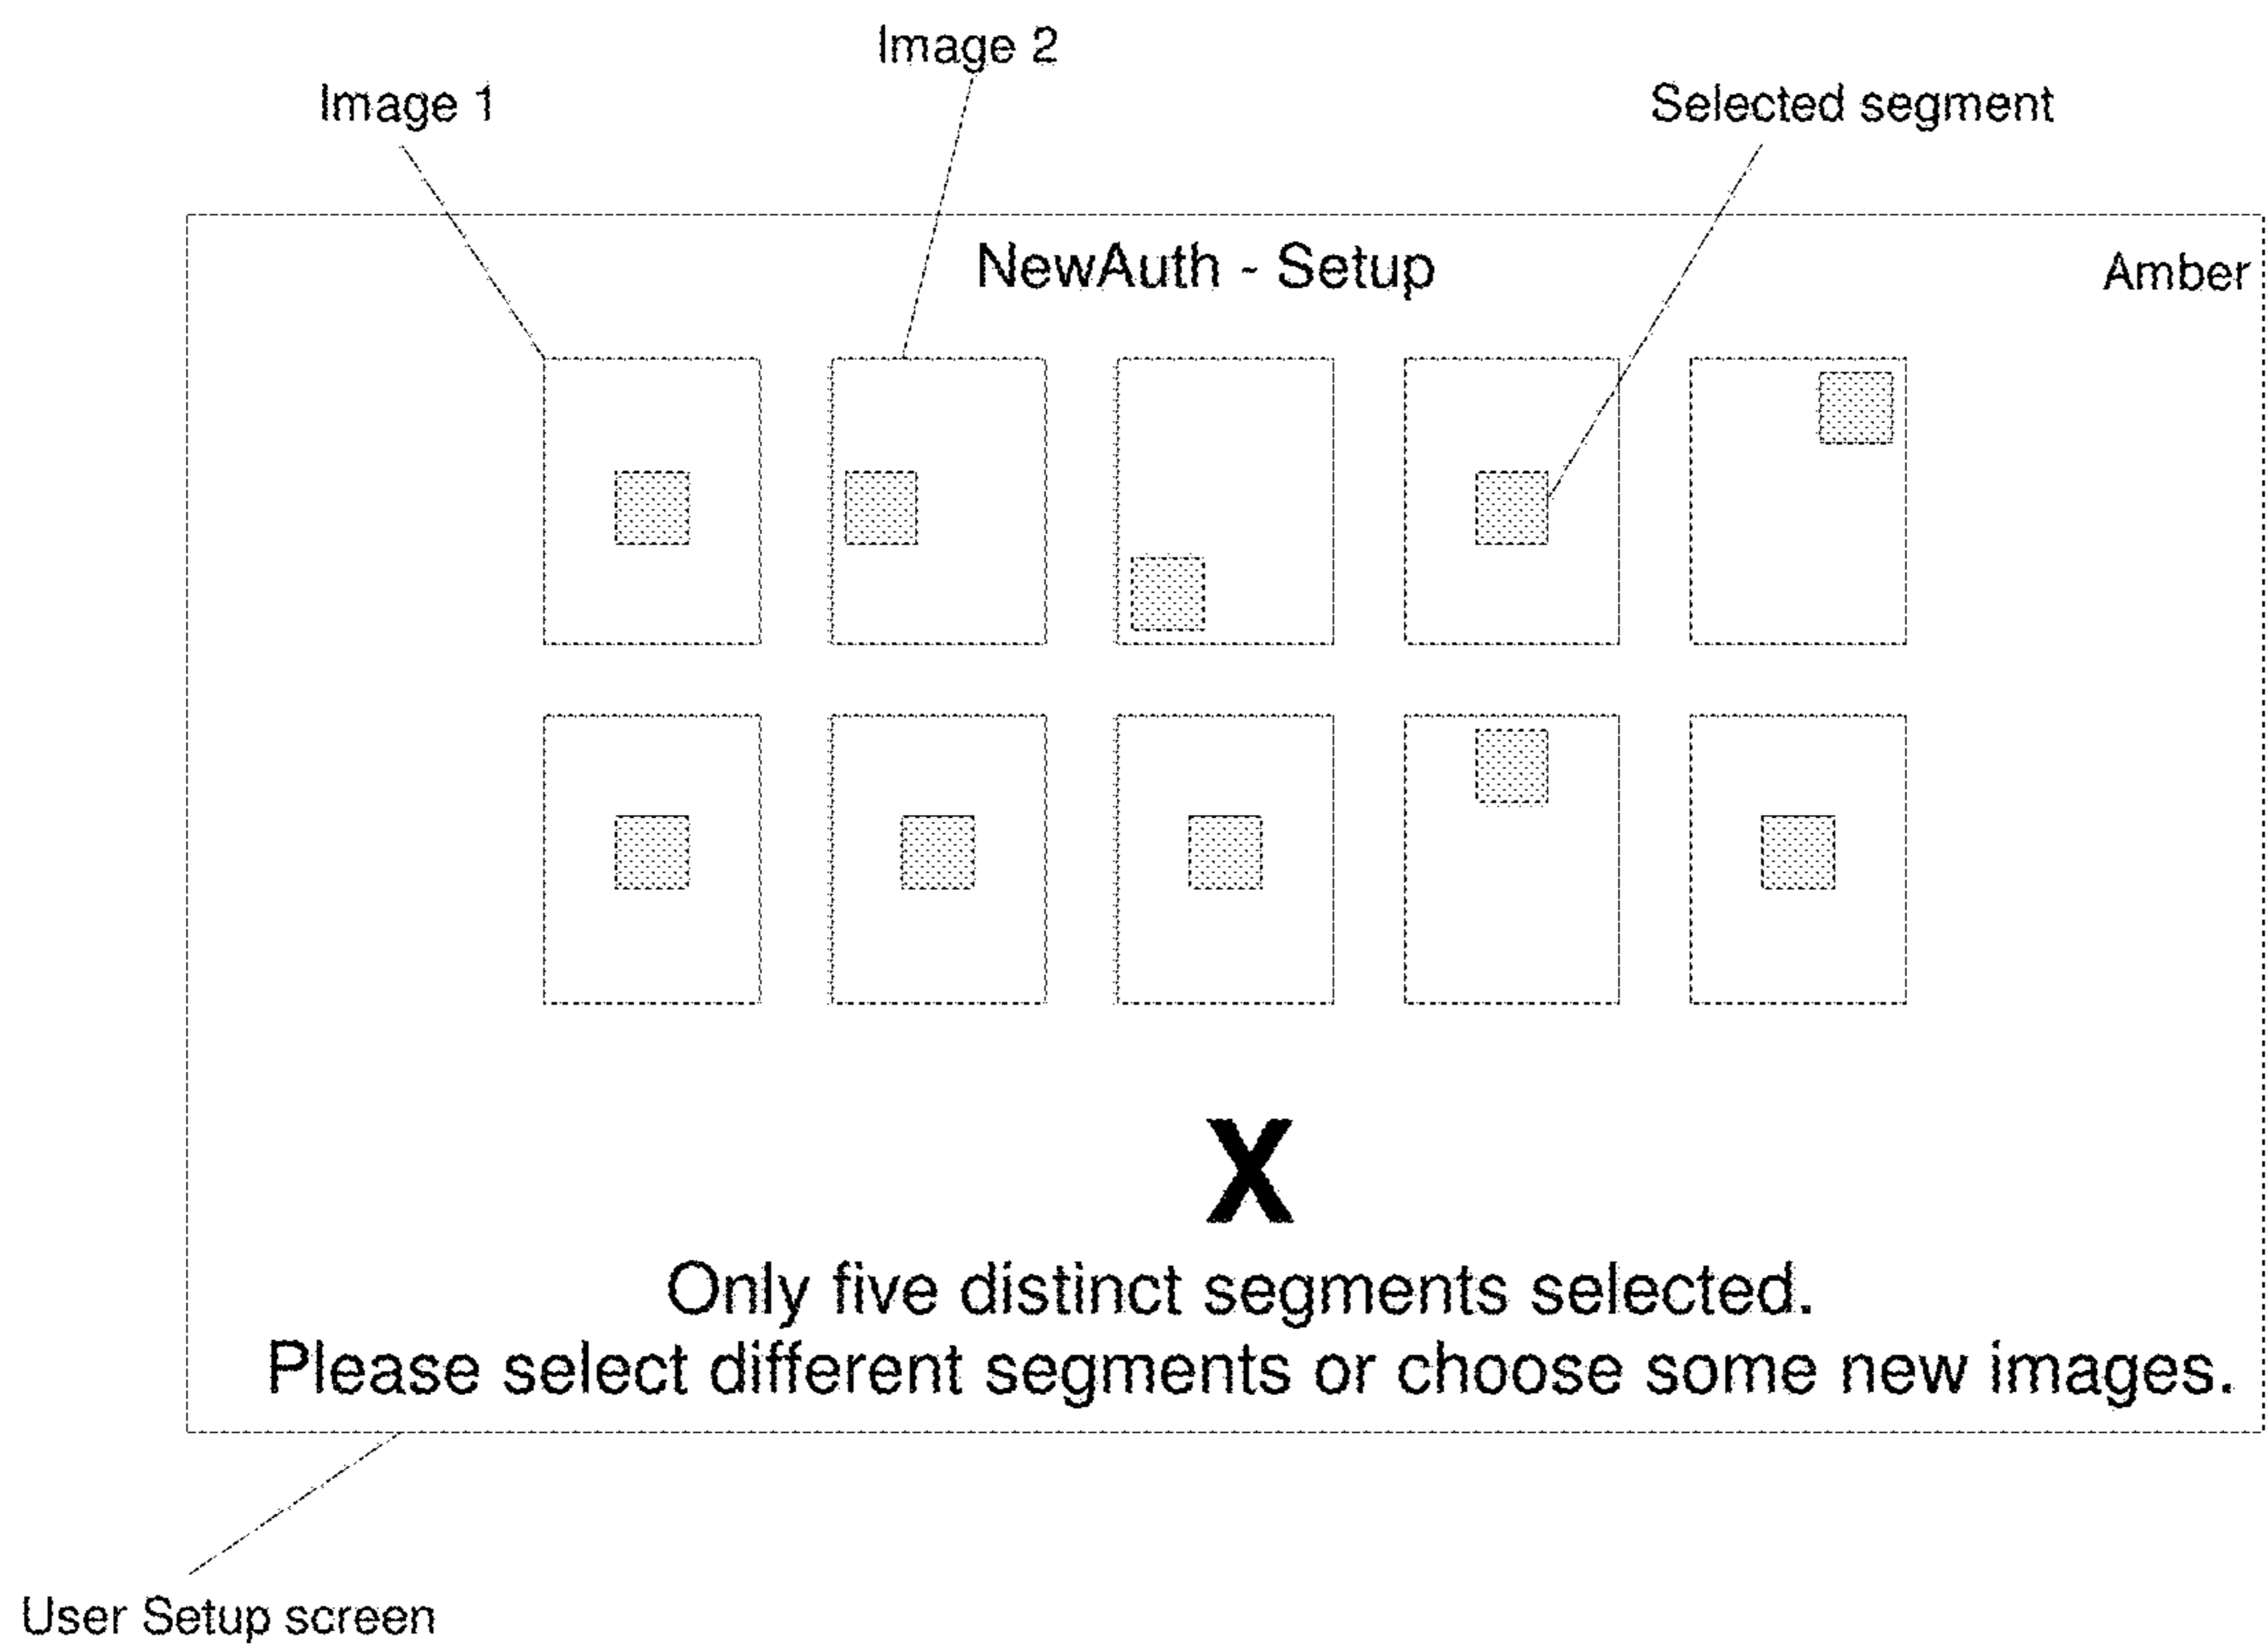 Image 2
Image 1
Selected segment
NewAuth - Setup
Amber
X
Only five distinct segments selected.
Please select different segments or choose some new images.
User Setup screen